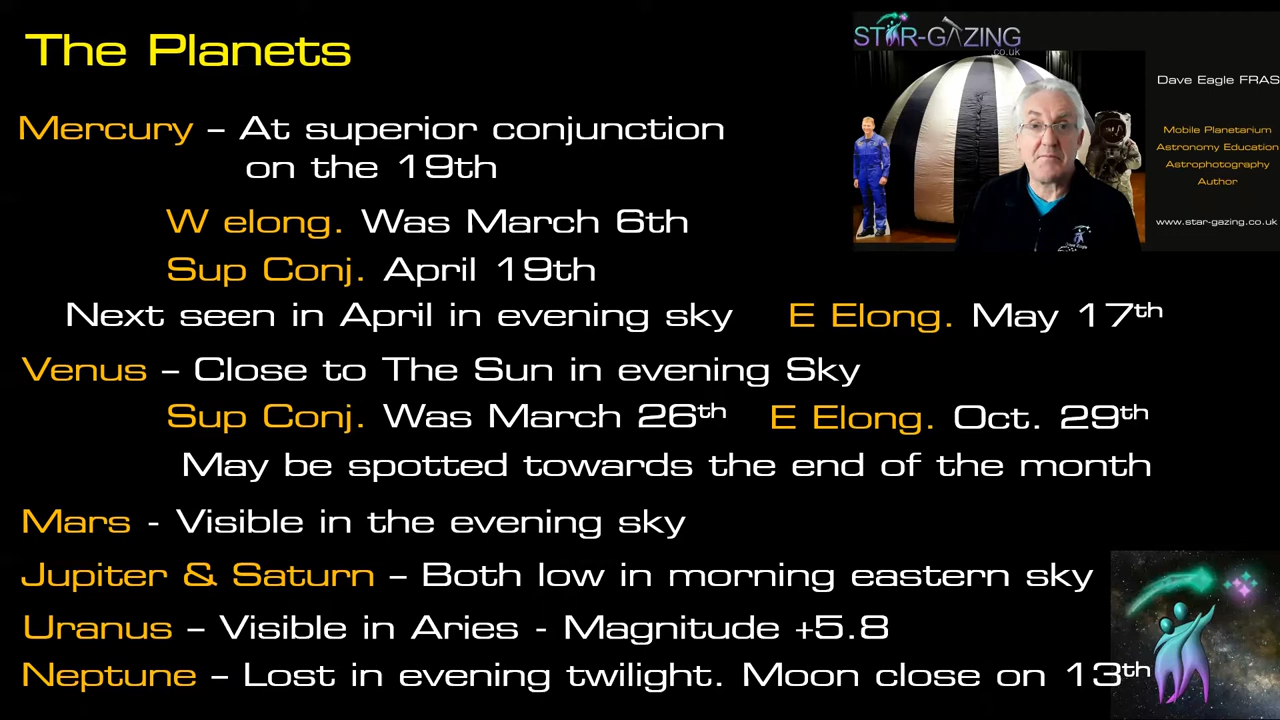 The Planets
Mercury – At superior conjunction
on the 19th
W elong. Was March 6th
Sup Conj. April 19th
Next seen in April in evening sky E Elong. May 17th
Venus – Close to The Sun in evening Sky
Sup Conj. Was March 26th E Elong. Oct. 29th
May be spotted towards the end of the month
Mars - Visible in the evening sky
Jupiter & Saturn – Both low in morning eastern sky
Uranus – Visible in Aries - Magnitude +5.8
Neptune – Lost in evening twilight. Moon close on 13th
STAR-GAZING
.co.uk
Dave Eagle FRAS
Mobile Planetarium
Astronomy Education
Astrophotography
Author
www.star-gazing.co.uk
Dave Eagle